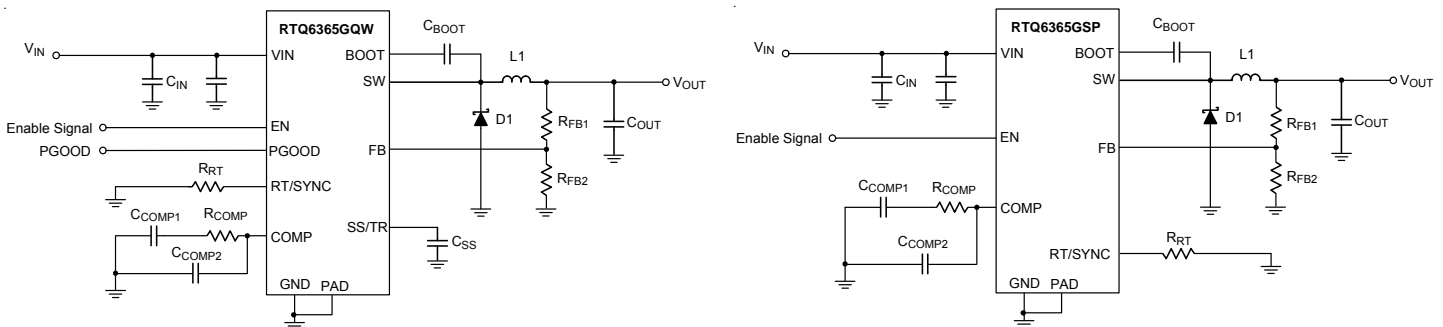 RTQ6365GQW
VIN
VIN
CIN
BOOT
CBOOT
SW
L1
VOUT
D1
RFB1
COUT
Enable Signal
EN
PGOOD
PGOOD
FB
RFB2
RRT
RT/SYNC
CCOMP1
RCOMP
COMP
CCOMP2
SS/TR
CSS
GND
PAD
RTQ6365GSP
VIN
VIN
CIN
BOOT
CBOOT
SW
L1
VOUT
D1
RFB1
COUT
Enable Signal
EN
FB
RFB2
CCOMP1
RCOMP
COMP
CCOMP2
RT/SYNC
RRT
GND
PAD